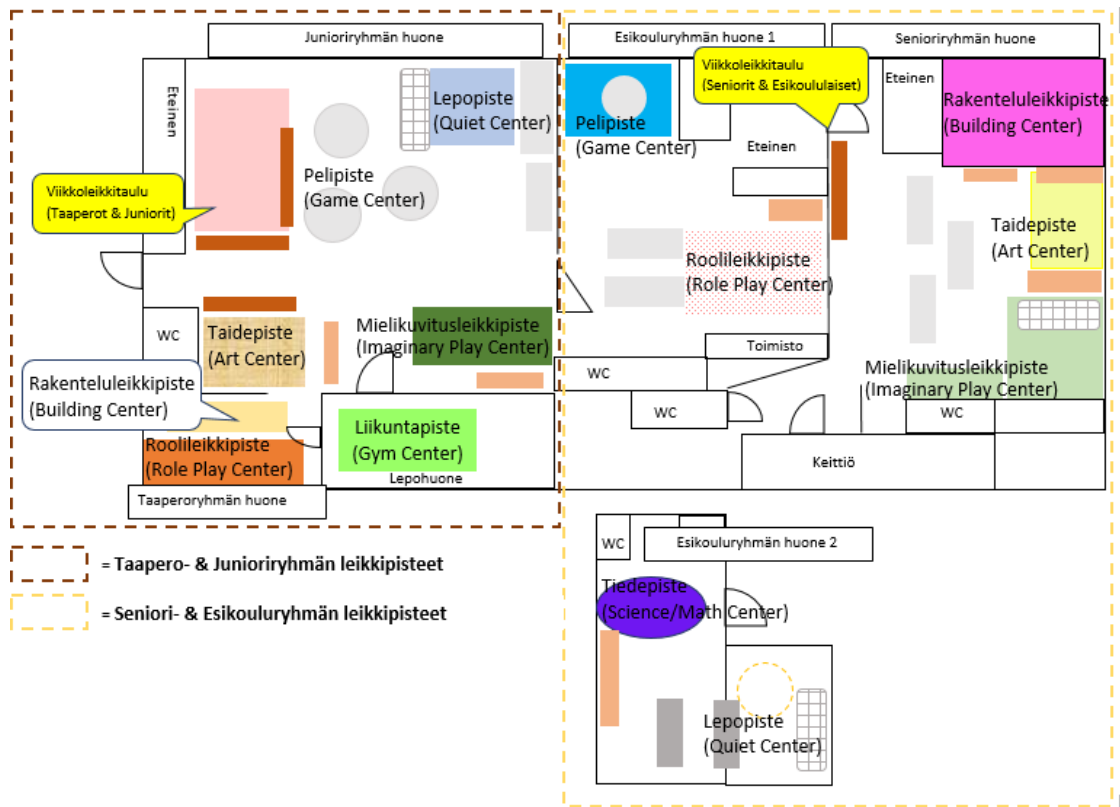 Junioriryhmän huone
Esikouluryhmän huone 1
Senioriryhmän huone
Viikkoleikkitaulu
(Seniorit & Esikoululaiset)
Eteinen
Lepopiste
(Quiet Center)
Pelipiste
(Game Center)
Eteinen
Eteinen
Rakenteluleikkipiste
(Building Center)
Viikkoleikkitaulu
(Taaperot & Juniorit)
Pelipiste
(Game Center)
Roolileikkipiste
(Role Play Center)
Taidepiste
(Art Center)
WC
Taidepiste
(Art Center)
Mielikuvitusleikkipiste
(Imaginary Play Center)
Toimisto
WC
Mielikuvitusleikkipiste
(Imaginary Play Center)
Rakenteluleikkipiste
(Building Center)
WC
WC
Roolileikkipiste
(Role Play Center)
Liikuntapiste
(Gym Center)
Lepohuone
Keittiö
Taaperoryhmän huone
WC
Esikouluryhmän huone 2
= Taapero- & Junioriryhmän leikkipisteet
Tiedepiste
(Science/Math Center)
= Seniori- & Esikouluryhmän leikkipisteet
Lepopiste
(Quiet Center)